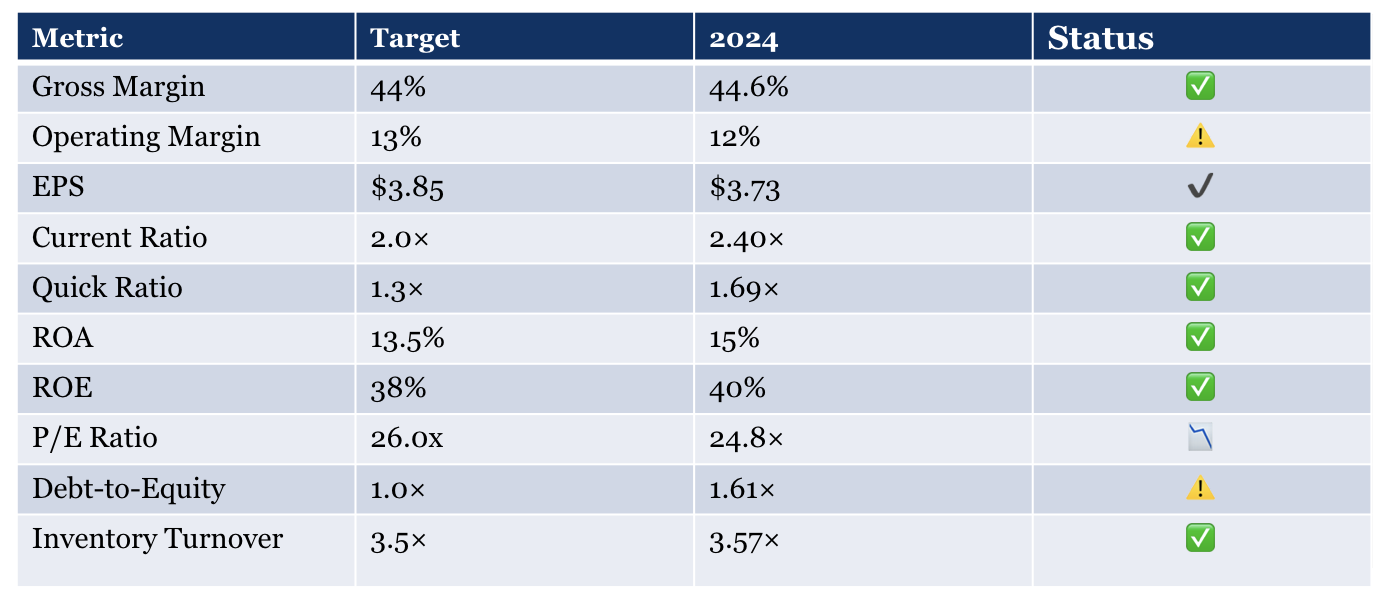 Metric Target 2024 Status
Gross Margin 44% 44.6% ✅
Operating Margin 13% 12% ⚠️
EPS $3.85 $3.73 ✔️
Current Ratio 2.0× 2.40× ✅
Quick Ratio 1.3× 1.69× ✅
ROA 13.5% 15% ✅
ROE 38% 40% ✅
P/E Ratio 26.0x 24.8× 📉
Debt-to-Equity 1.0× 1.61× ⚠️
Inventory Turnover 3.5× 3.57× ✅